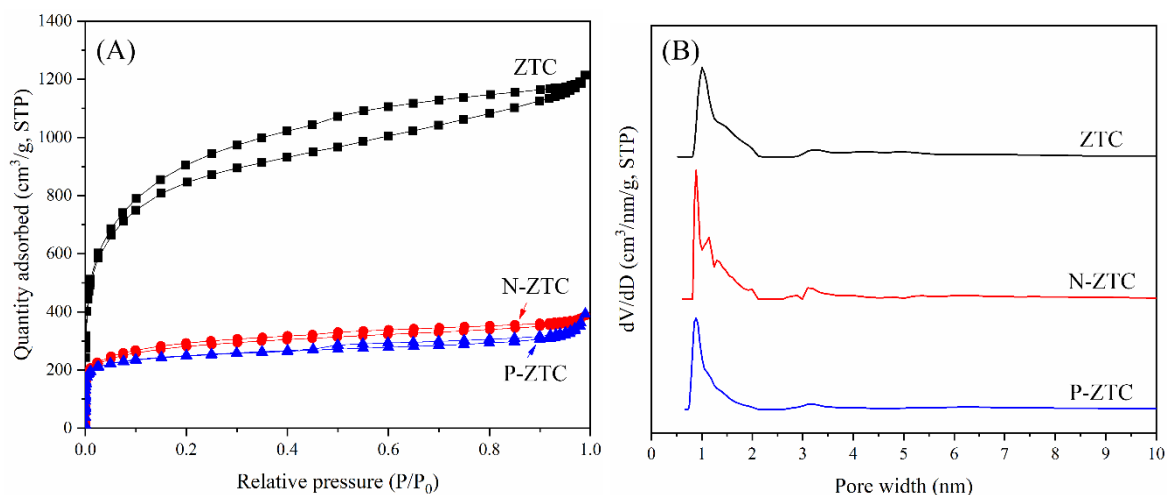 (A)
ZTC
N-ZTC
P-ZTC
Quantity adsorbed (cm³/g, STP)
1400
1200
1000
800
600
400
200
0
0.0 0.2 0.4 0.6 0.8 1.0
Relative pressure (P/P₀)
(B)
ZTC
N-ZTC
P-ZTC
dV/dD (cm³/nm/g, STP)
0 1 2 3 4 5 6 7 8 9 10
Pore width (nm)